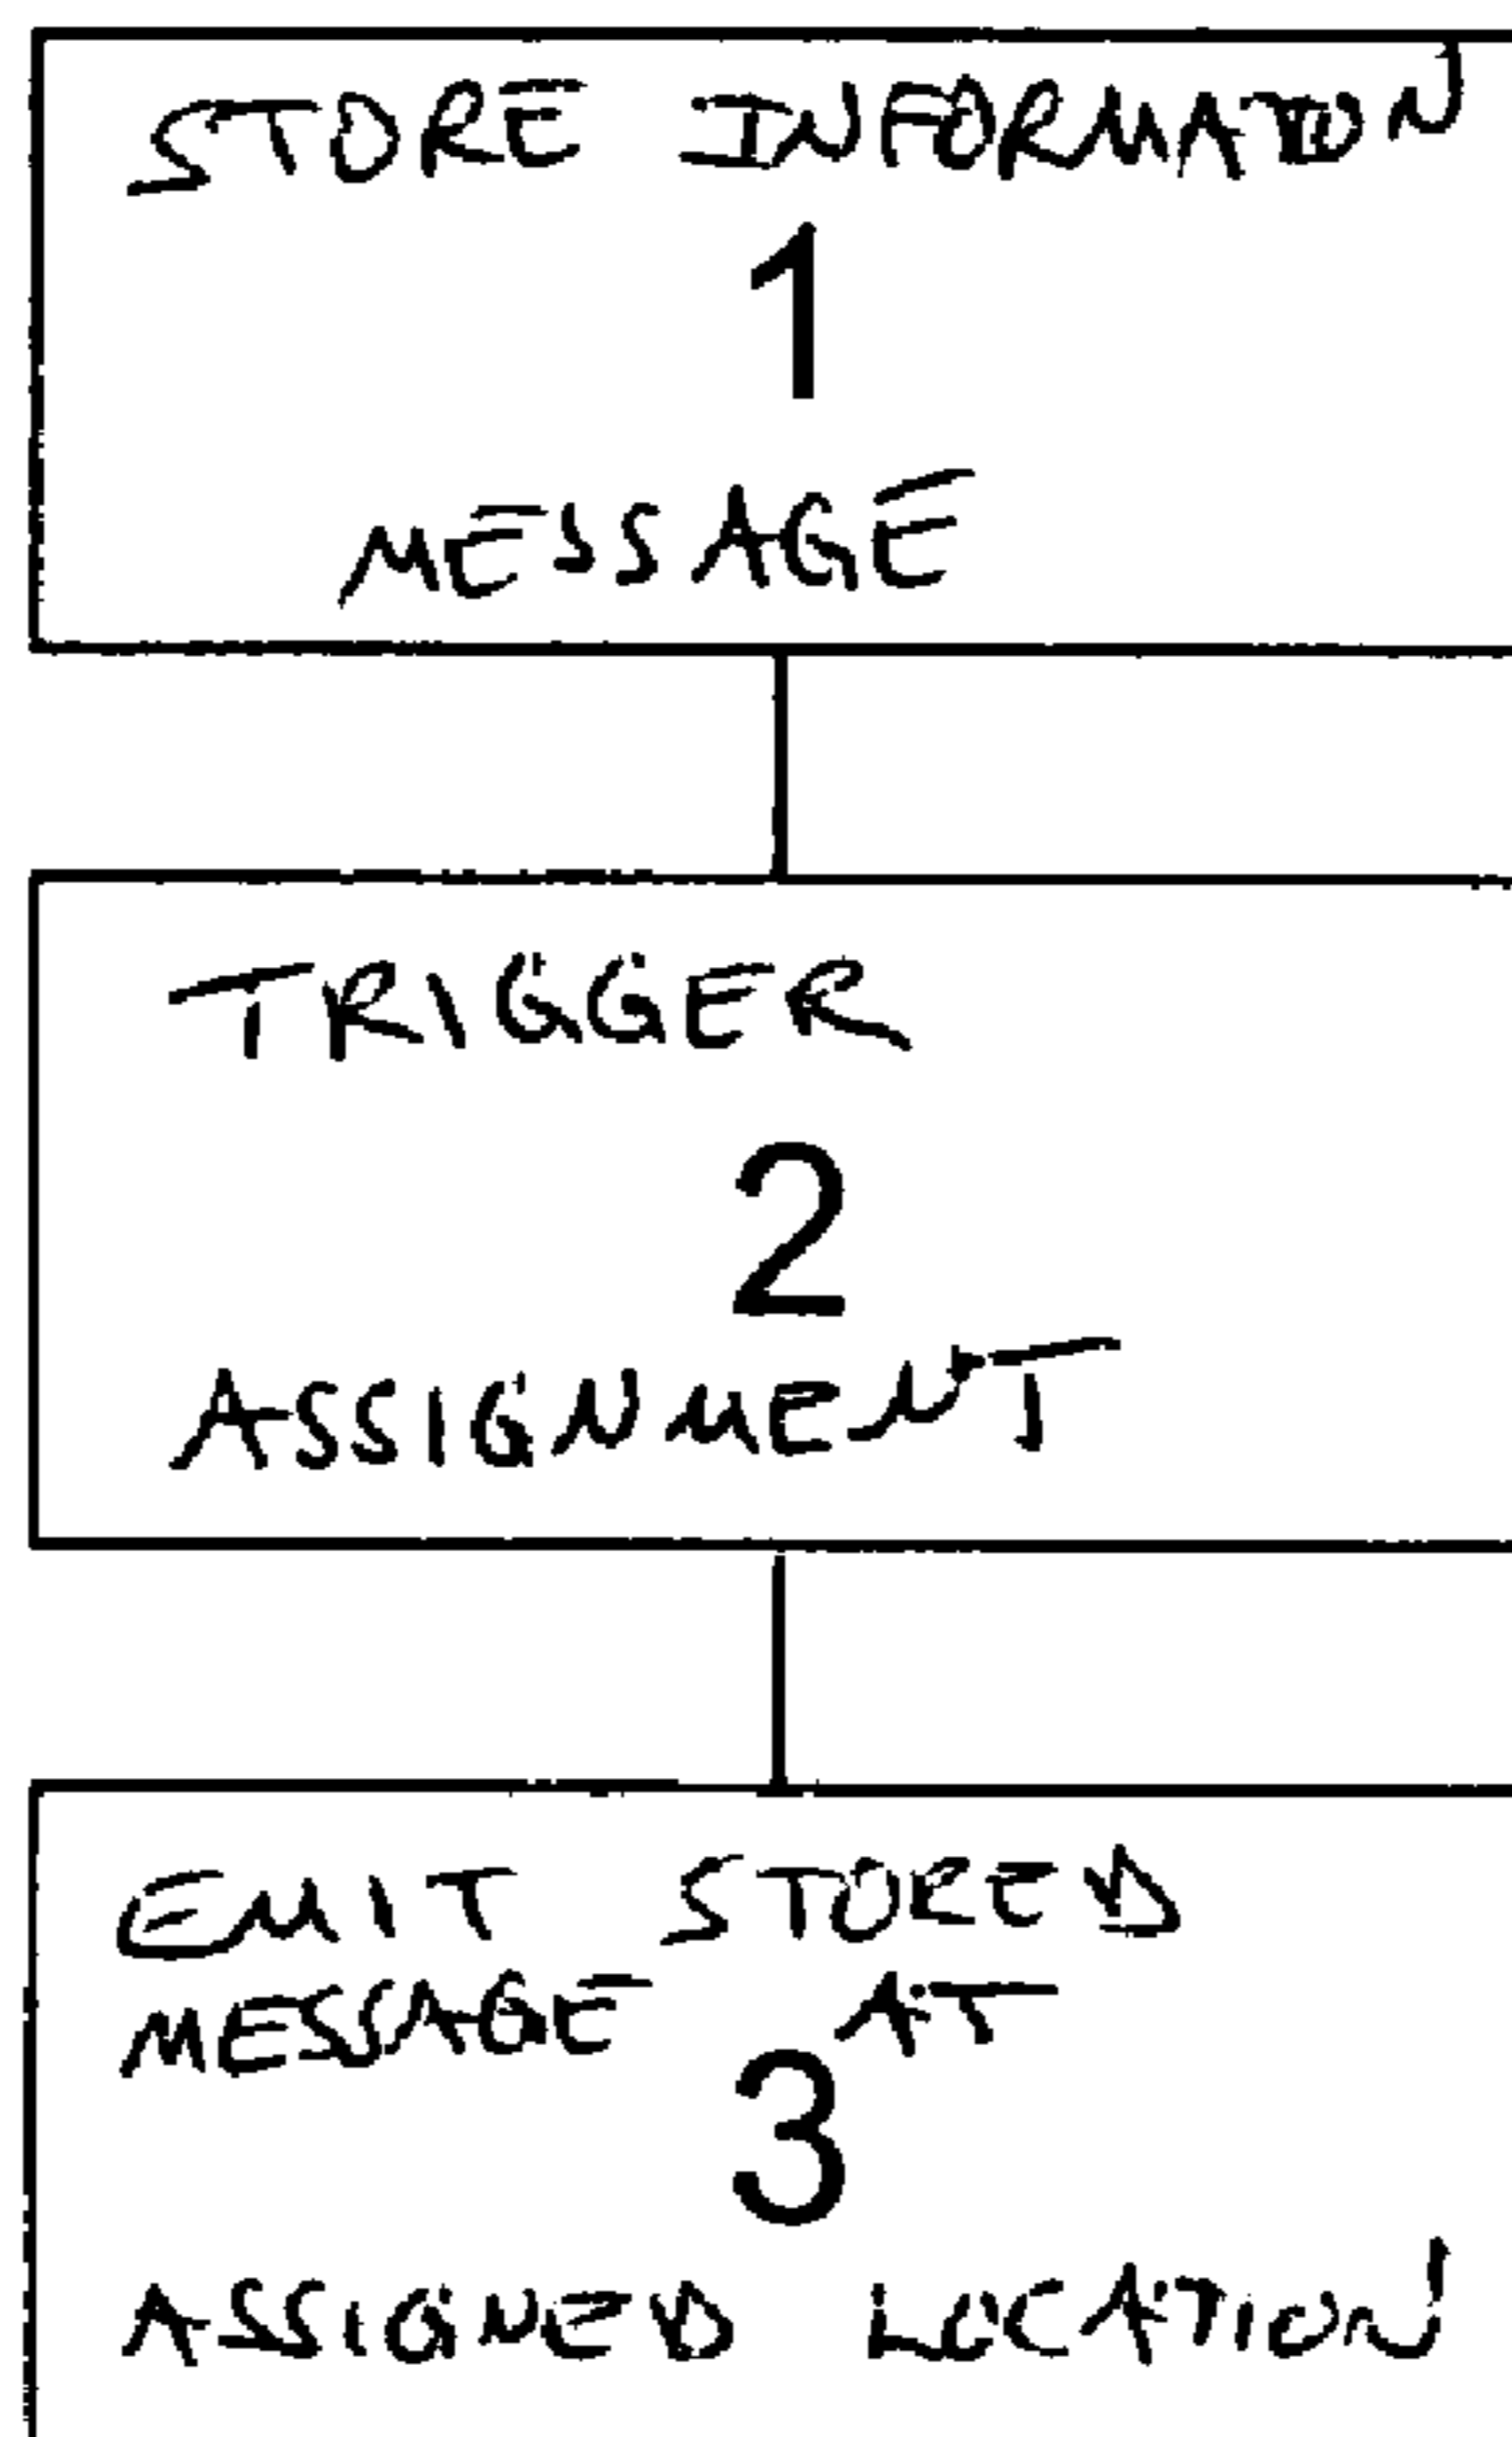 STORE INFORMATION
1
MESSAGE
TRIGGER
2
ASSIGNMENT
EMIT STORED
MESSAGE AT
3
ASSIGNED LOCATION